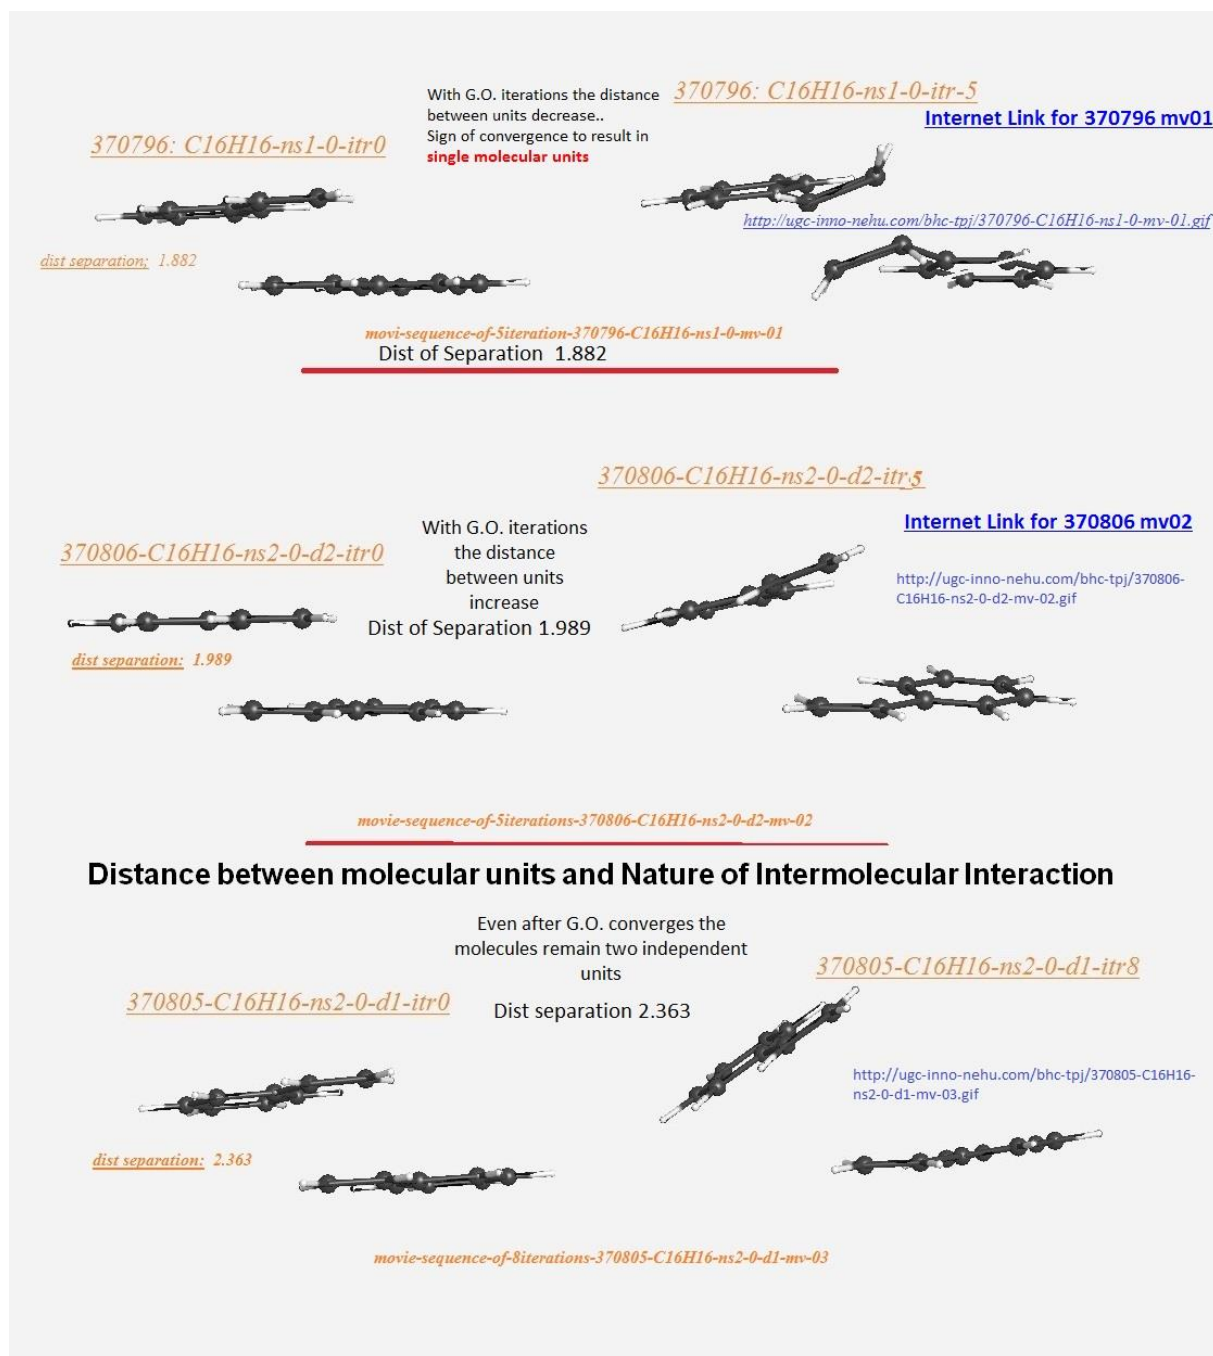 With G.O. iterations the distance
between units decrease..
Sign of convergence to result in
single molecular units
370796: C16H16-ns1-0-itr-5
Internet Link for 370796 mv01
370796: C16H16-ns1-0-itr0
http://ugc-inno-nehu.com/bhc-tpj/370796-C16H16-ns1-0-mv-01.gif
dist separation; 1.882
movi-sequence-of-5iteration-370796-C16H16-ns1-0-mv-01
Dist of Separation 1.882
370806-C16H16-ns2-0-d2-itr.5
Internet Link for 370806 mv02
With G.O. iterations
the distance
between units
increase
Dist of Separation 1.989
370806-C16H16-ns2-0-d2-itr0
http://ugc-inno-nehu.com/bhc-tpj/370806-
C16H16-ns2-0-d2-mv-02.gif
dist separation: 1.989
movie-sequence-of-5iterations-370806-C16H16-ns2-0-d2-mv-02
Distance between molecular units and Nature of Intermolecular Interaction
Even after G.O. converges the
molecules remain two independent
units
Dist separation 2.363
370805-C16H16-ns2-0-d1-itr8
370805-C16H16-ns2-0-d1-itr0
http://ugc-inno-nehu.com/bhc-tpj/370805-C16H16-
ns2-0-d1-mv-03.gif
dist separation: 2.363
movie-sequence-of-8iterations-370805-C16H16-ns2-0-d1-mv-03